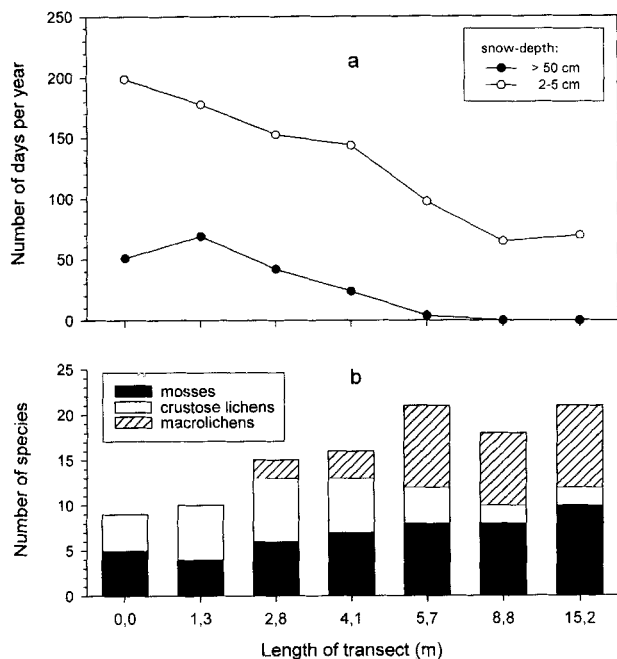 a
snow-depth:
> 50 cm
2-5 cm
Number of days per year
250
200
150
100
50
0
b
mosses
crustose lichens
macrolichens
Number of species
25
20
15
10
5
0
0,0 1,3 2,8 4,1 5,7 8,8 15,2
Length of transect (m)